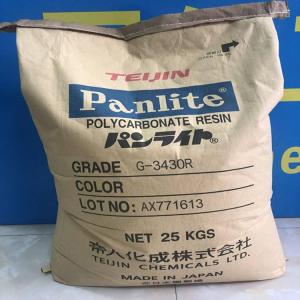 TEIJIN
Panlite®
POLYCARBONATE RESIN
パンライト®
GRADE G-3430R
COLOR
LOT NO: AX771613
NET 25 KGS
帝人化成株式会社
TEIJIN CHEMICALS LTD.
MADE IN JAPAN